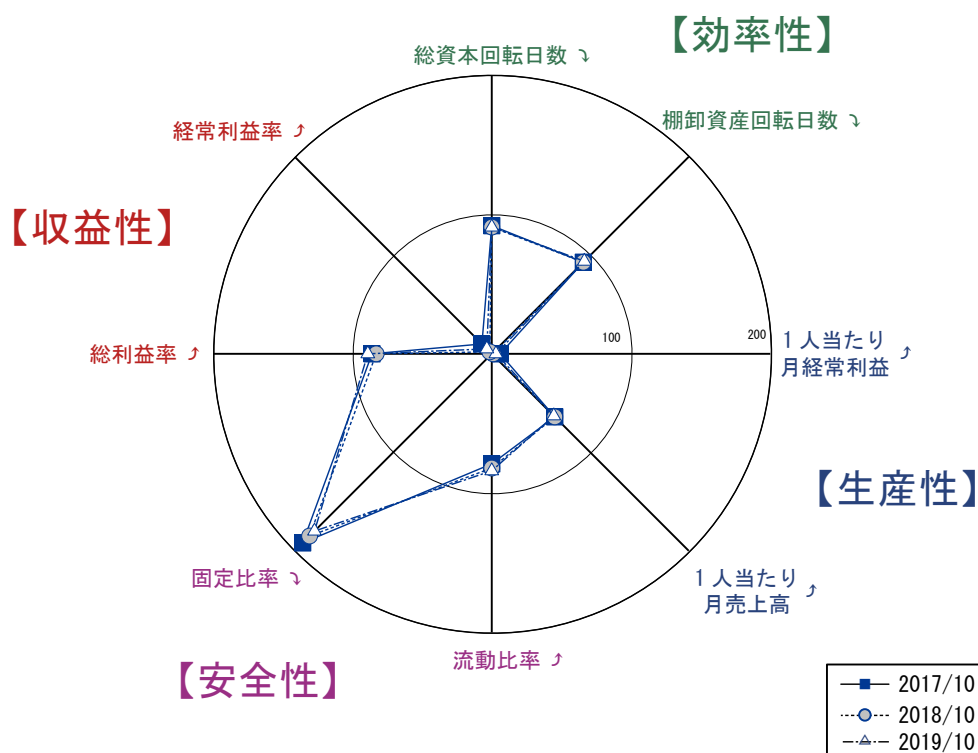 【効率性】
総資本回転日数 ⤵
棚卸資産回転日数 ⤵
経常利益率 ⤴
【収益性】
総利益率 ⤴
100
200
1人当たり
月経常利益 ⤴
【生産性】
1人当たり
月売上高 ⤴
固定比率 ⤵
流動比率 ⤴
【安全性】
2017/10
2018/10
2019/10